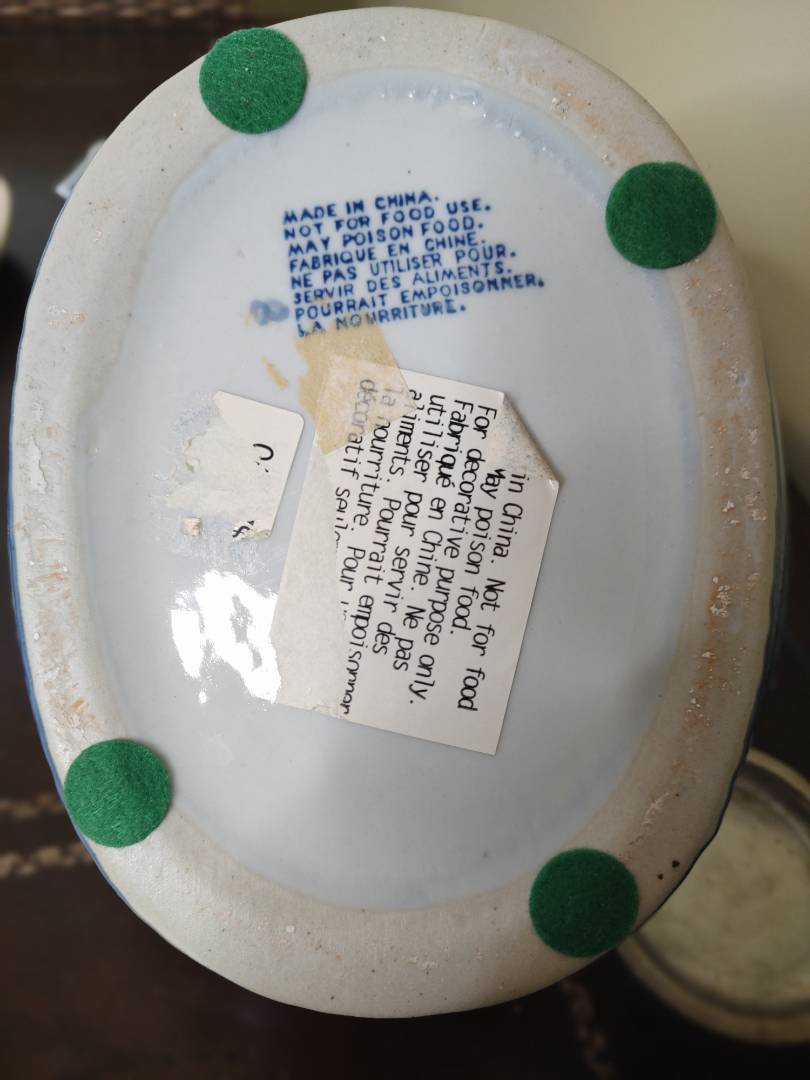 MADE IN CHINA.
NOT FOR FOOD USE.
MAY POISON FOOD.
FABRIQUE EN CHINE.
NE PAS UTILISER POUR.
SERVIR DES ALIMENTS.
POURRAIT EMPOISONNER.
LA NOURRITURE.
in China. Not for food
May poison food.
For decorative purpose only.
Fabriqué en Chine. Ne pas
utiliser pour servir des
aliments. Pourrait empoisonner
la nourriture. Pour
décoratif